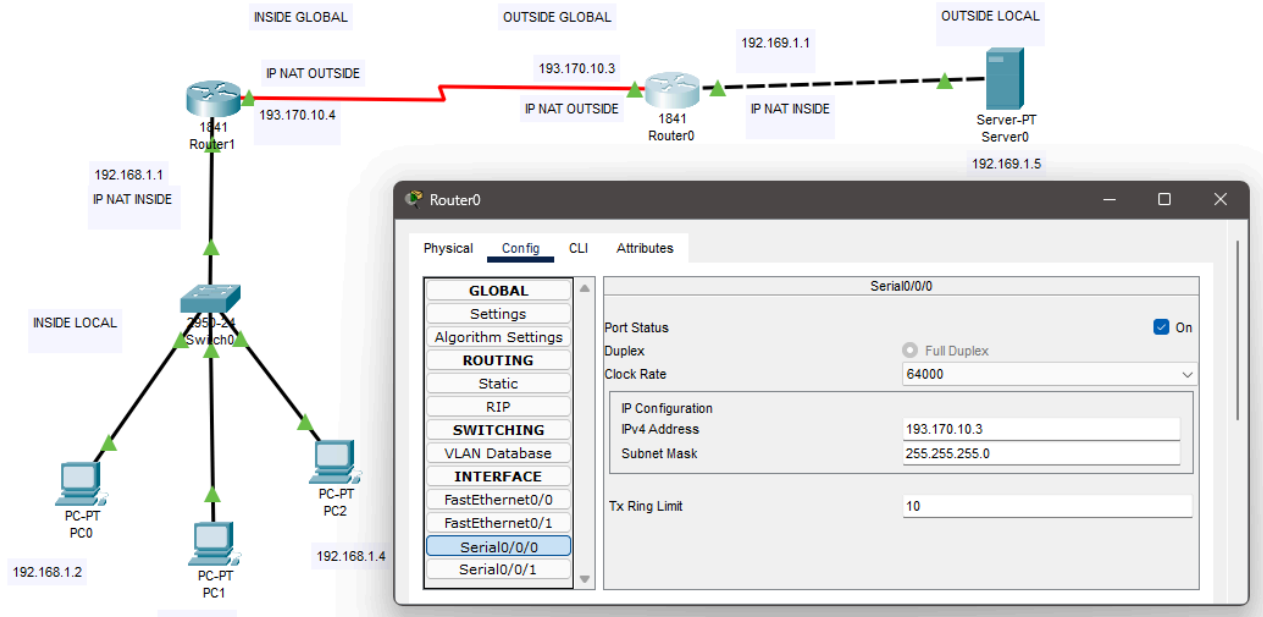 INSIDE GLOBAL
OUTSIDE GLOBAL
OUTSIDE LOCAL
192.169.1.1
IP NAT OUTSIDE
193.170.10.3
193.170.10.4
IP NAT OUTSIDE
IP NAT INSIDE
1841
Router1
1841
Router0
Server-PT
Server0
192.169.1.5
192.168.1.1
IP NAT INSIDE
INSIDE LOCAL
2950-24
Switch0
PC-PT
PC0
192.168.1.2
PC-PT
PC1
PC-PT
PC2
192.168.1.4
Router0
Physical Config CLI Attributes
GLOBAL
Settings
Algorithm Settings
ROUTING
Static
RIP
SWITCHING
VLAN Database
INTERFACE
FastEthernet0/0
FastEthernet0/1
Serial0/0/0
Serial0/0/1
Serial0/0/0
Port Status On
Duplex Full Duplex
Clock Rate 64000
IP Configuration
IPv4 Address 193.170.10.3
Subnet Mask 255.255.255.0
Tx Ring Limit 10